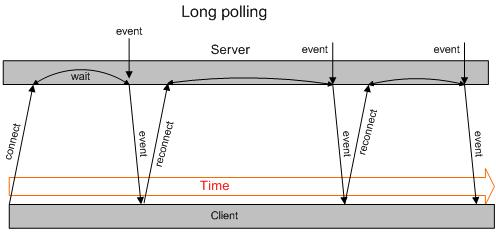 Long polling
event
Server
event
event
wait
connect
event
reconnect
event
reconnect
event
Time
Client